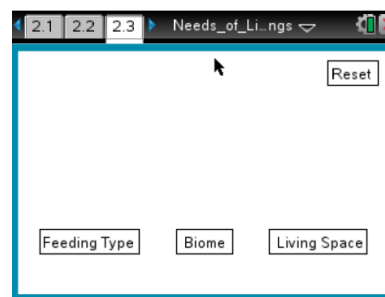 2.1 2.2 2.3 Needs_of_Li...ngs
Reset
Feeding Type Biome Living Space